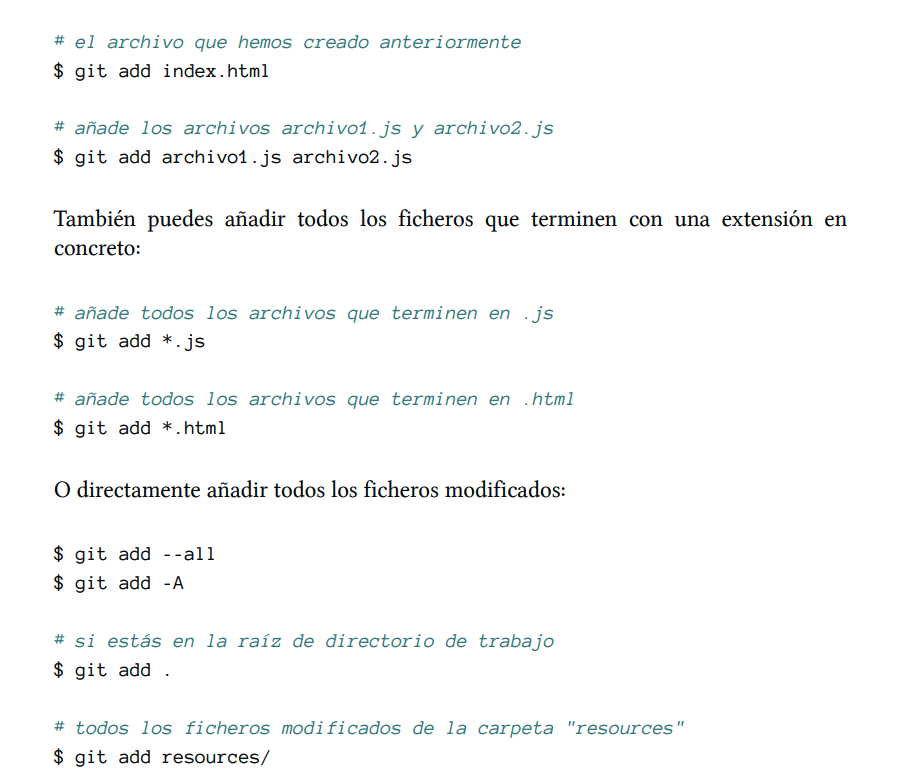 # el archivo que hemos creado anteriormente
$ git add index.html
# añade los archivos archivo1.js y archivo2.js
$ git add archivo1.js archivo2.js
También puedes añadir todos los ficheros que terminen con una extensión en
concreto:
# añade todos los archivos que terminen en .js
$ git add *.js
# añade todos los archivos que terminen en .html
$ git add *.html
O directamente añadir todos los ficheros modificados:
$ git add --all
$ git add -A
# si estás en la raíz de directorio de trabajo
$ git add .
# todos los ficheros modificados de la carpeta "resources"
$ git add resources/